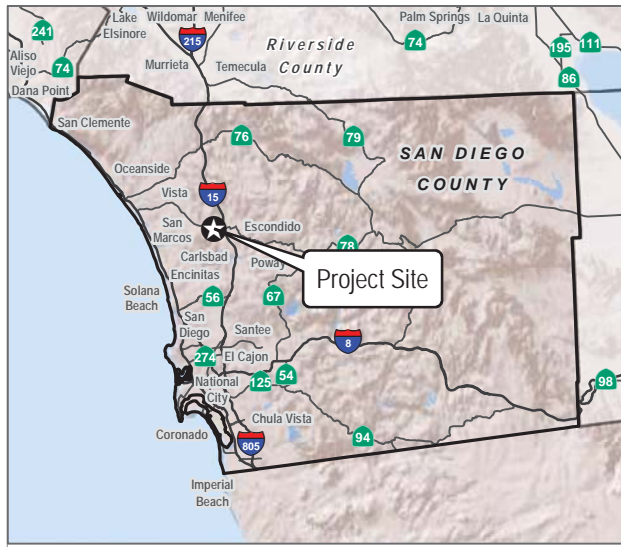 Lake
Elsinore
Wildomar
Menifee
Palm Springs
La Quinta
241
215
Riverside
County
74
195
111
Aliso
Viejo
74
Murrieta
Temecula
86
Dana Point
San Clemente
76
79
SAN DIEGO
COUNTY
Oceanside
Vista
15
San
Marcos
Escondido
78
Carlsbad
Poway
Project Site
Encinitas
Solana
Beach
56
67
San
Diego
Santee
8
274
El Cajon
National
City
125
54
98
Coronado
Chula Vista
94
805
Imperial
Beach